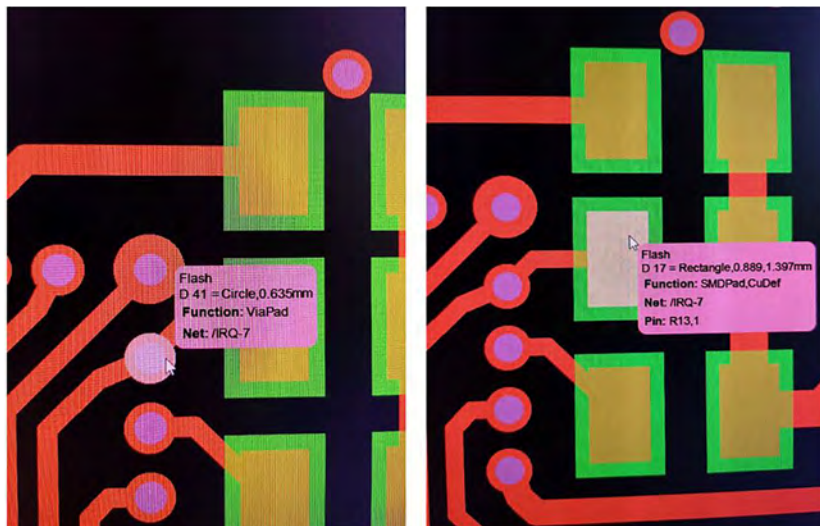 Flash
D 41 = Circle,0.635mm
Function: ViaPad
Net: /IRQ-7
Flash
D 17 = Rectangle,0.889,1.397mm
Function: SMDPad,CuDef
Net: /IRQ-7
Pin: R13,1